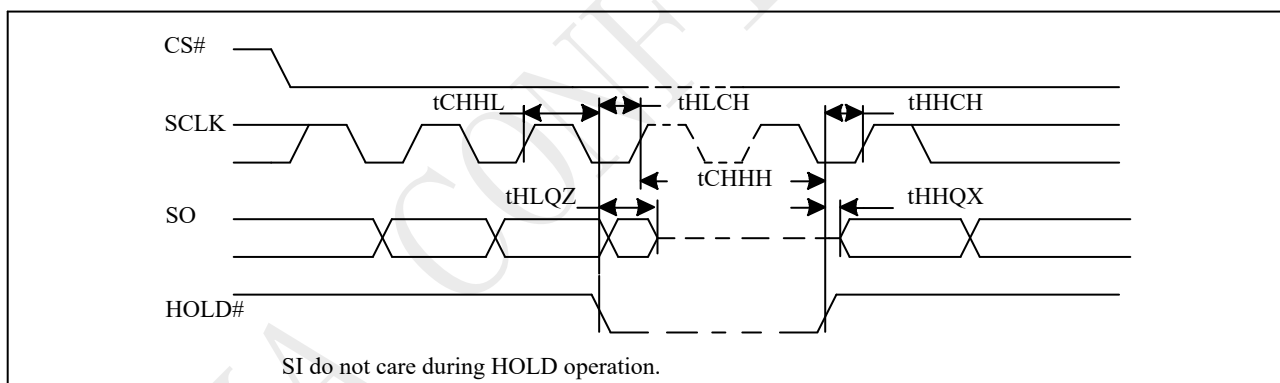 CS#
tCHHL
tHLCH
tHHCH
SCLK
tCHHH
tHLQZ
tHHQX
SO
HOLD#
SI do not care during HOLD operation.